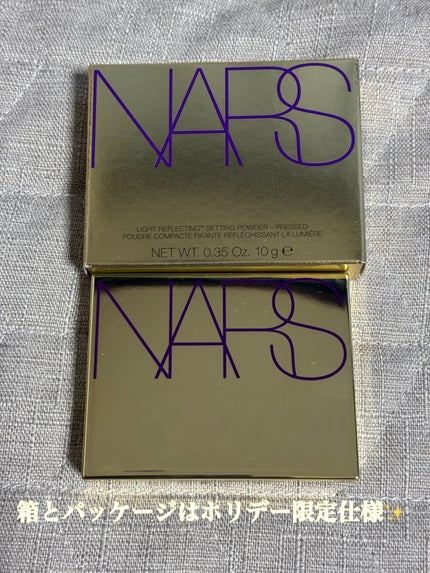 NARS
LIGHT REFLECTING™ SETTING POWDER – PRESSED
POUDRE COMPACTE FIXANTE RÉFLÉCHISSANT LA LUMIÈRE
NET WT. 0.35 Oz. 10 g ℮
NARS
箱とパッケージはホリデー限定仕様✨